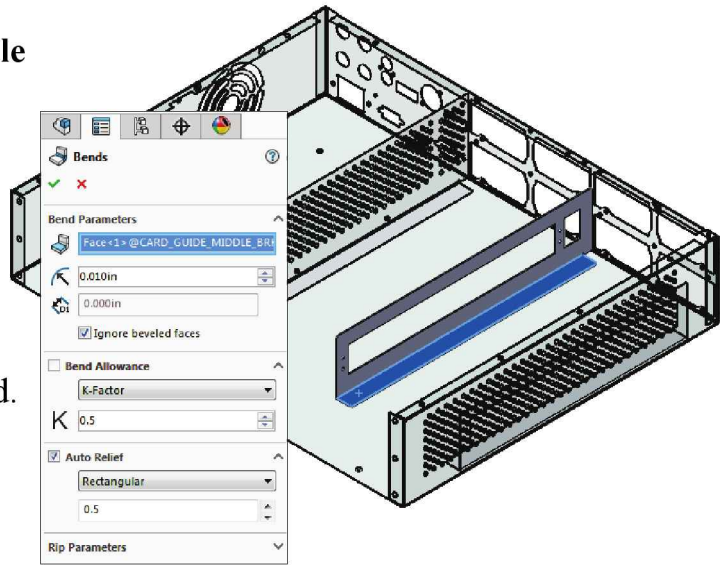 le
Bends
Bend Parameters
Face<1>@CARD_GUIDE_MIDDLE_BR
0.010in
D1
0.000in
Ignore beveled faces
Bend Allowance
K-Factor
K 0.5
d.
Auto Relief
Rectangular
0.5
Rip Parameters